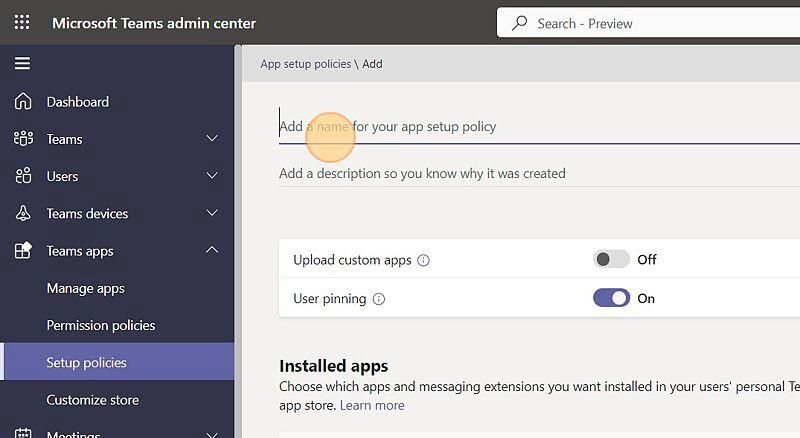 Microsoft Teams admin center
Search - Preview
App setup policies \ Add
Dashboard
Teams
Users
Teams devices
Teams apps
Manage apps
Permission policies
Setup policies
Customize store
Meetings
Add a name for your app setup policy
Add a description so you know why it was created
Upload custom apps Off
User pinning On
Installed apps
Choose which apps and messaging extensions you want installed in your users' personal Te
app store. Learn more